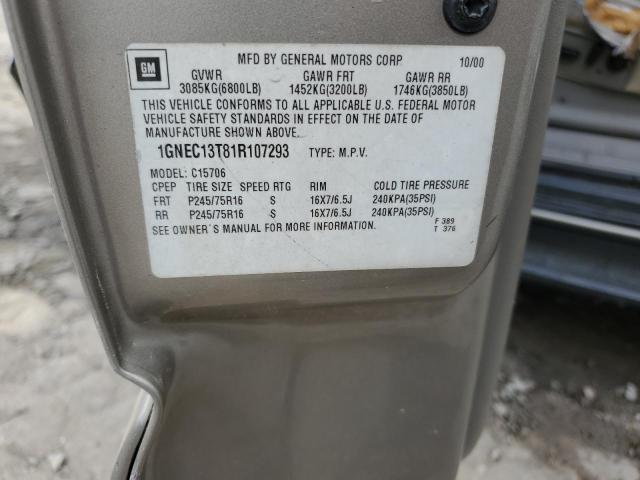 GM
MFD BY GENERAL MOTORS CORP 10/00
GVWR GAWR FRT GAWR RR
3085KG(6800LB) 1452KG(3200LB) 1746KG(3850LB)
THIS VEHICLE CONFORMS TO ALL APPLICABLE U.S. FEDERAL MOTOR
VEHICLE SAFETY STANDARDS IN EFFECT ON THE DATE OF
MANUFACTURE SHOWN ABOVE.
1GNEC13T81R107293 TYPE: M.P.V.
MODEL: C15706
CPEP TIRE SIZE SPEED RTG RIM COLD TIRE PRESSURE
FRT P245/75R16 S 16X7/6.5J 240KPA(35PSI)
RR P245/75R16 S 16X7/6.5J 240KPA(35PSI)
SEE OWNER'S MANUAL FOR MORE INFORMATION.
F 389
T 376